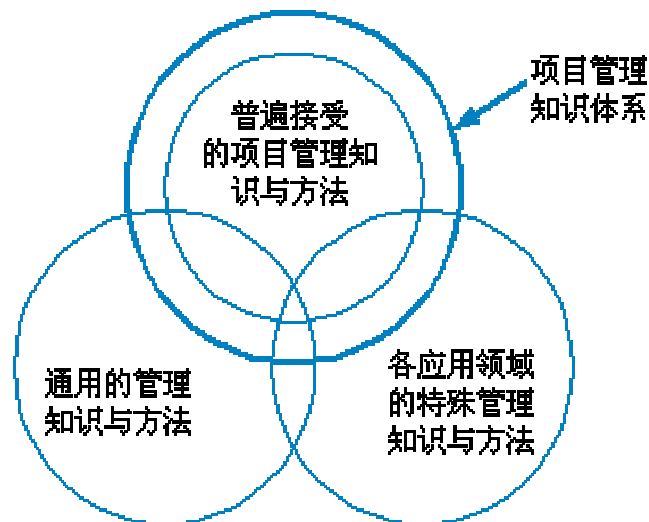 项目管理
知识体系
普遍接受
的项目管理知
识与方法
通用的管理
知识与方法
各应用领域
的特殊管理
知识与方法